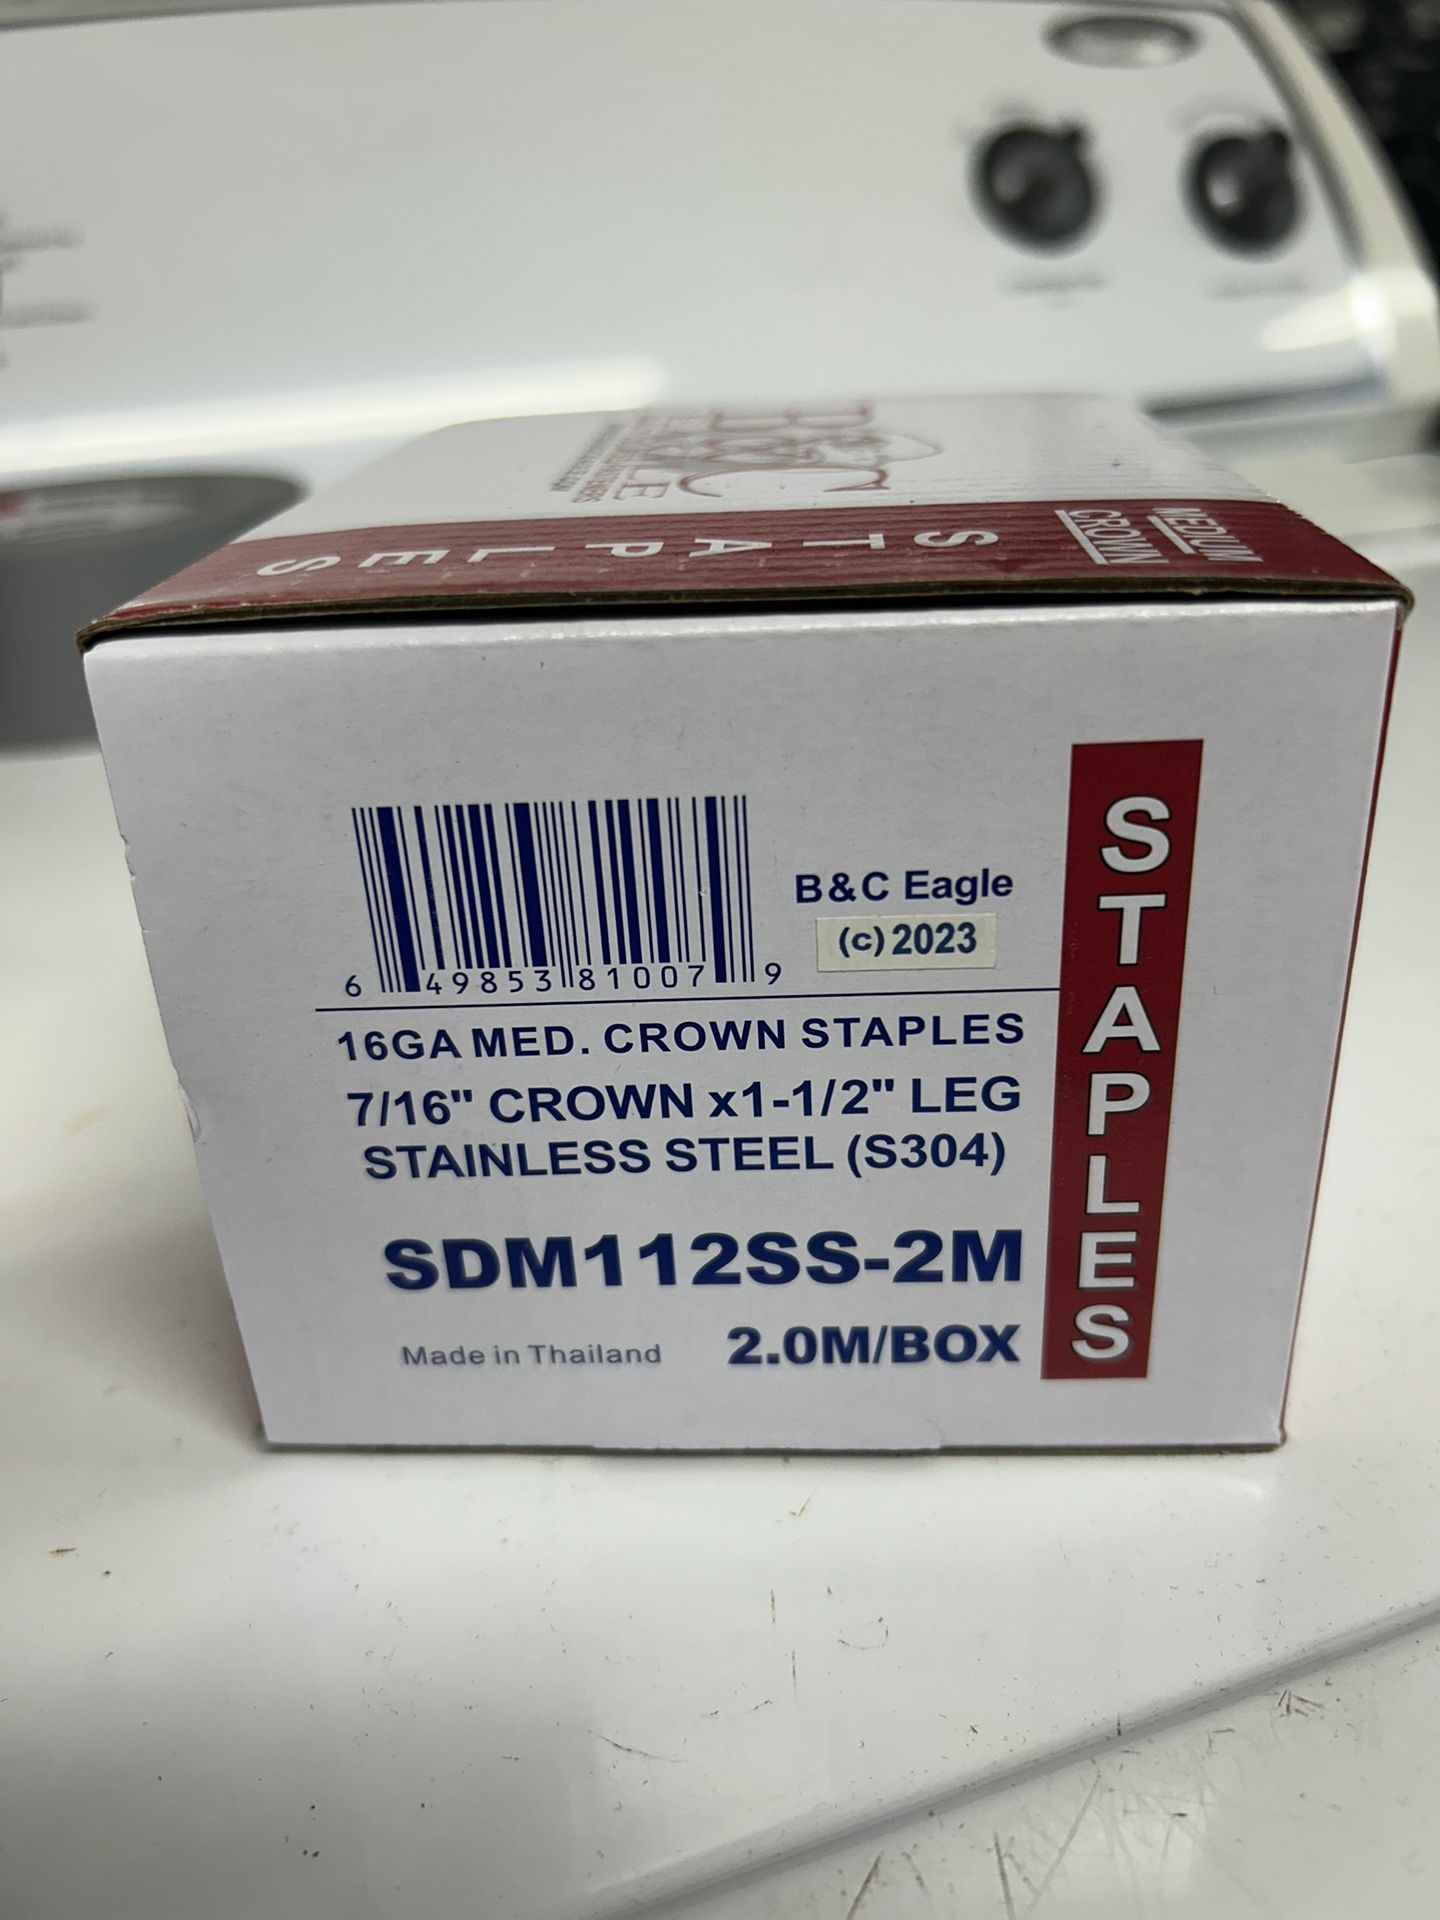 MEDIUM
CROWN
STAPLES
B&C
EAGLE
6 49853 81007 9
B&C Eagle
(c) 2023
16GA MED. CROWN STAPLES
7/16" CROWN x1-1/2" LEG
STAINLESS STEEL (S304)
SDM112SS-2M
Made in Thailand
2.0M/BOX
STAPLES